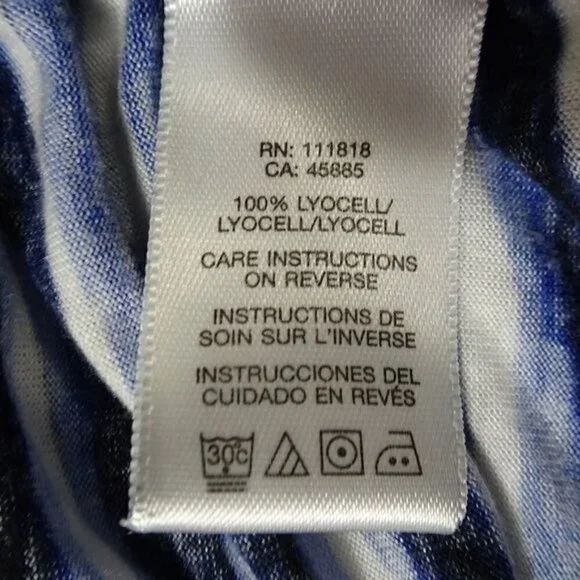 RN: 111818
CA: 45885
100% LYOCELL/
LYOCELL/LYOCELL
CARE INSTRUCTIONS
ON REVERSE
INSTRUCTIONS DE
SOIN SUR L'INVERSE
INSTRUCCIONES DEL
CUIDADO EN REVÉS
30°C